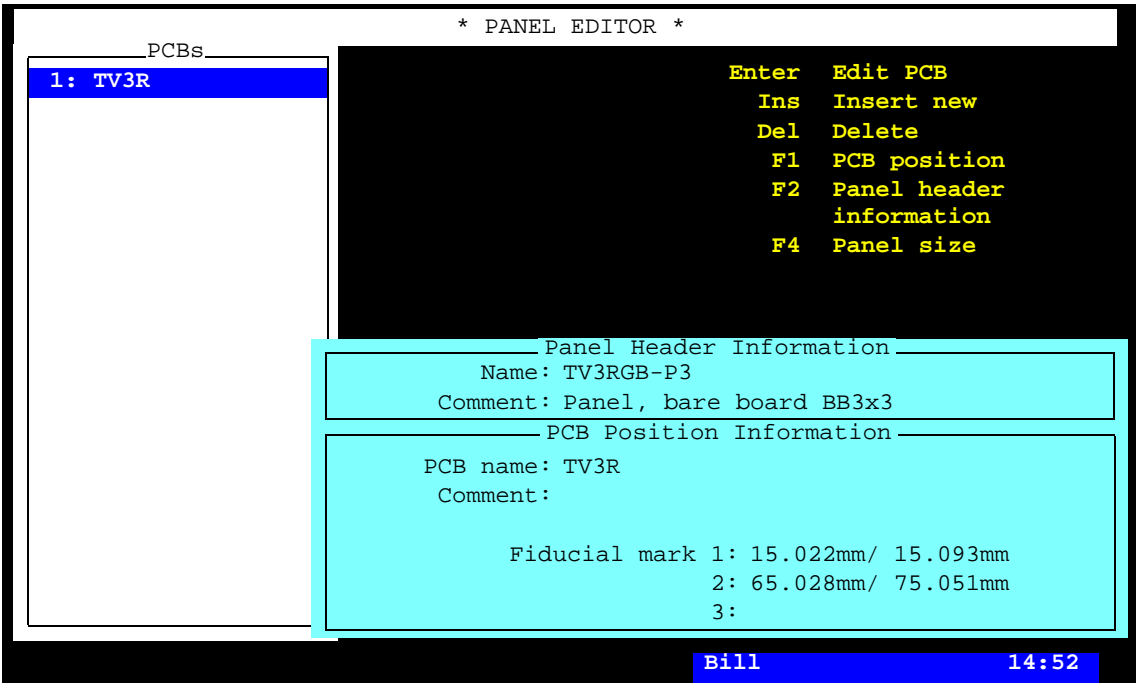 * PANEL EDITOR *
PCBs
1: TV3R
Enter Edit PCB
Ins Insert new
Del Delete
F1 PCB position
F2 Panel header
information
F4 Panel size
Panel Header Information
Name: TV3RGB-P3
Comment: Panel, bare board BB3x3
PCB Position Information
PCB name: TV3R
Comment:
Fiducial mark 1: 15.022mm/ 15.093mm
2: 65.028mm/ 75.051mm
3:
Bill 14:52